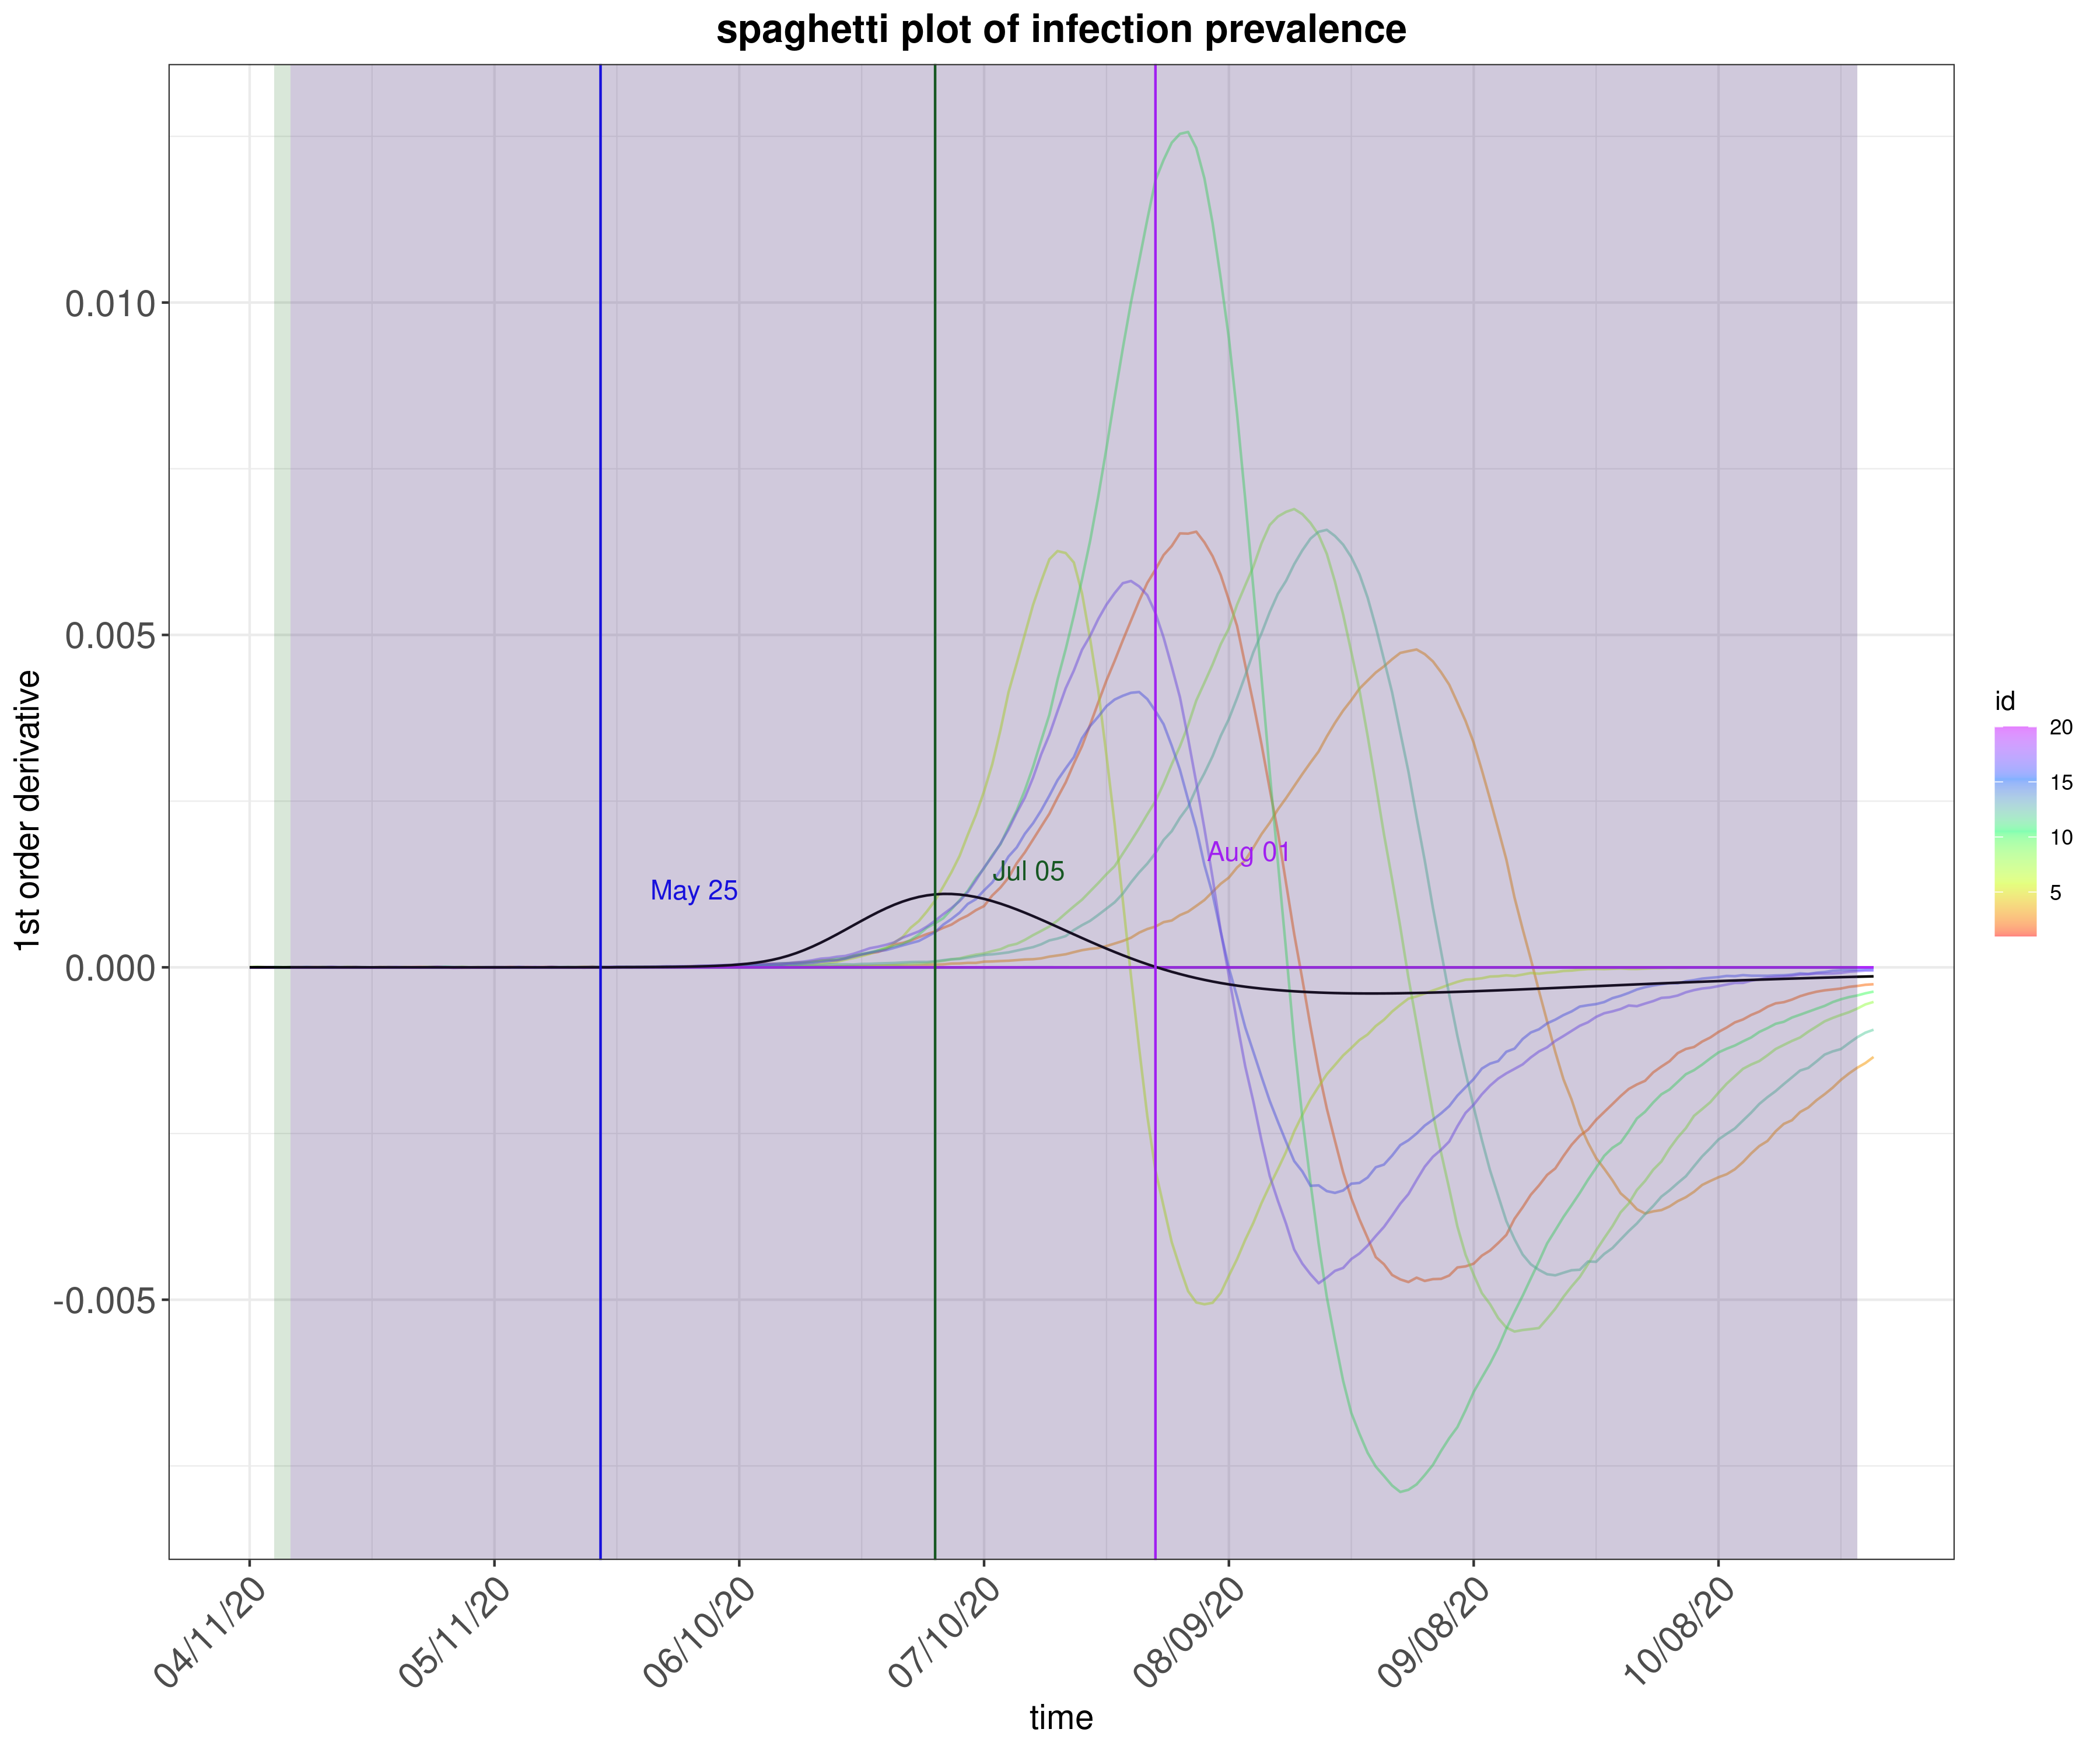 spaghetti plot of infection prevalence
1st order derivative
0.010
0.005
0.000
-0.005
May 25
Jul 05
Aug 01
id
20
15
10
5
04/11/20
05/11/20
06/10/20
07/10/20
08/09/20
09/08/20
10/08/20
time